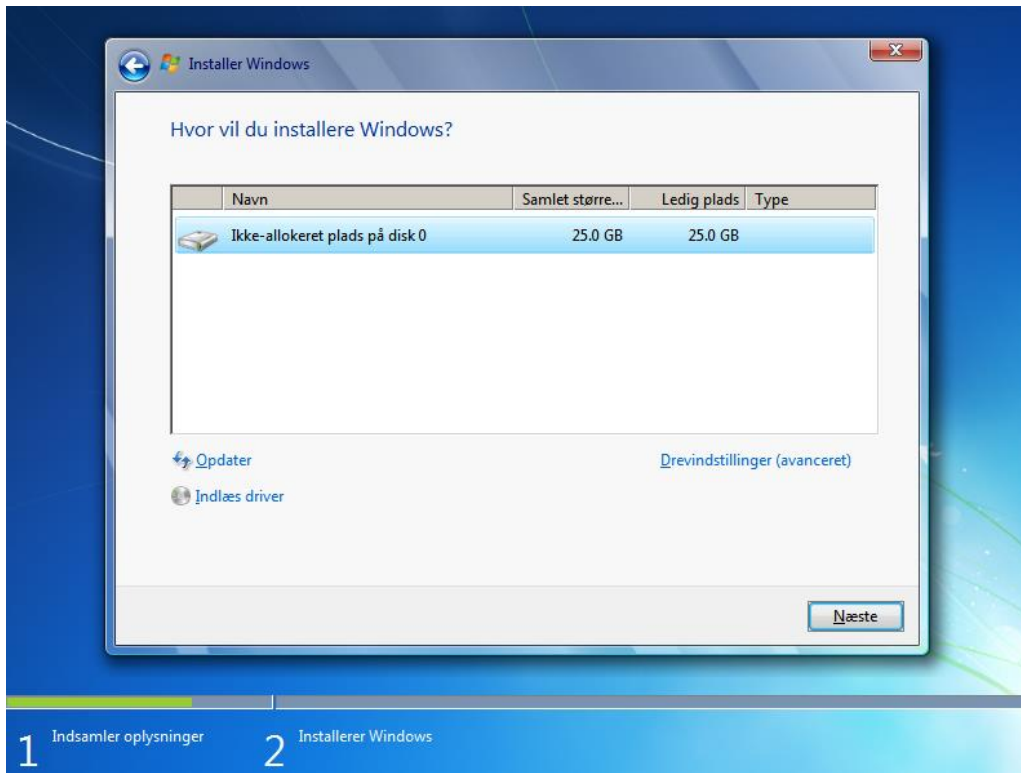 Installer Windows
Hvor vil du installere Windows?
Navn Samlet større... Ledig plads Type
Ikke-allokeret plads på disk 0 25.0 GB 25.0 GB
Opdater Drevindstillinger (avanceret)
Indlæs driver
Næste
1 Indsamler oplysninger 2 Installerer Windows